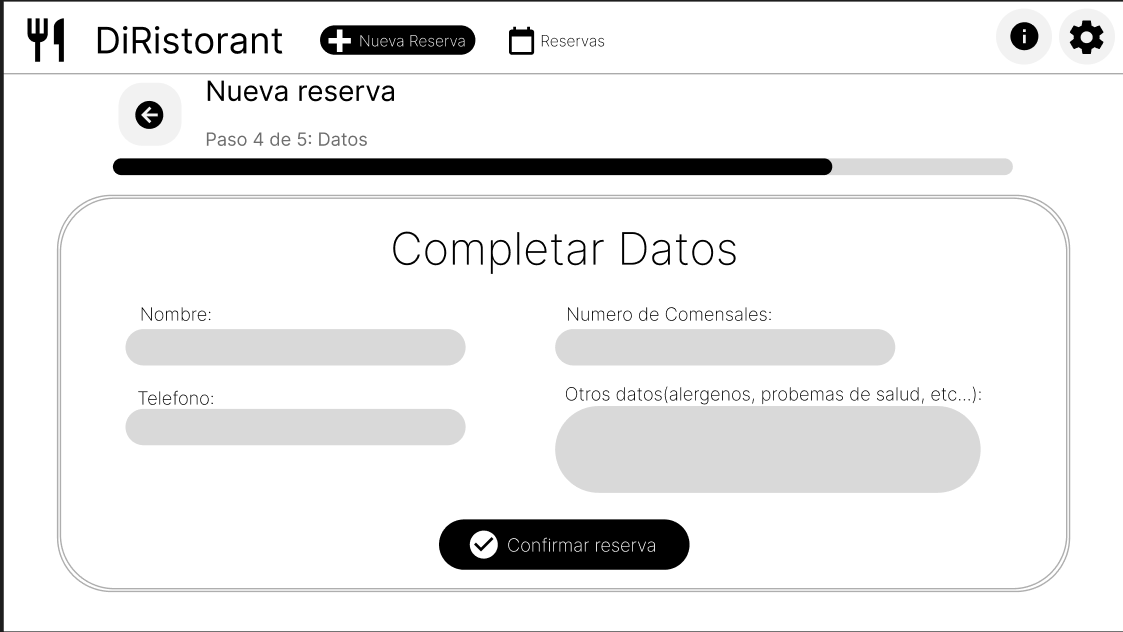 DiRistorant
Nueva Reserva
Reservas
Nueva reserva
Paso 4 de 5: Datos
Completar Datos
Nombre:
Numero de Comensales:
Telefono:
Otros datos(alergenos, probemas de salud, etc...):
Confirmar reserva